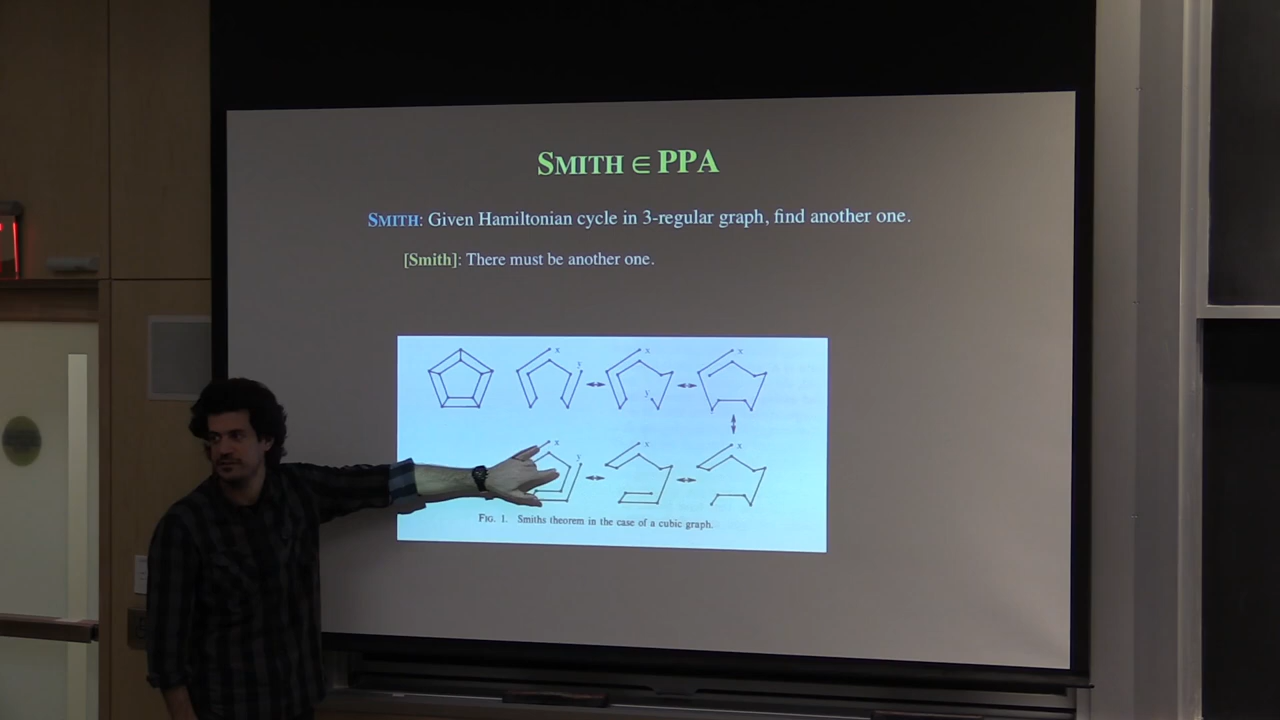 SMITH ∈ PPA
SMITH: Given Hamiltonian cycle in 3-regular graph, find another one.
[Smith]: There must be another one.
x
y
x
y
x
x
y
x
x
FIG. 1. Smiths theorem in the case of a cubic graph.